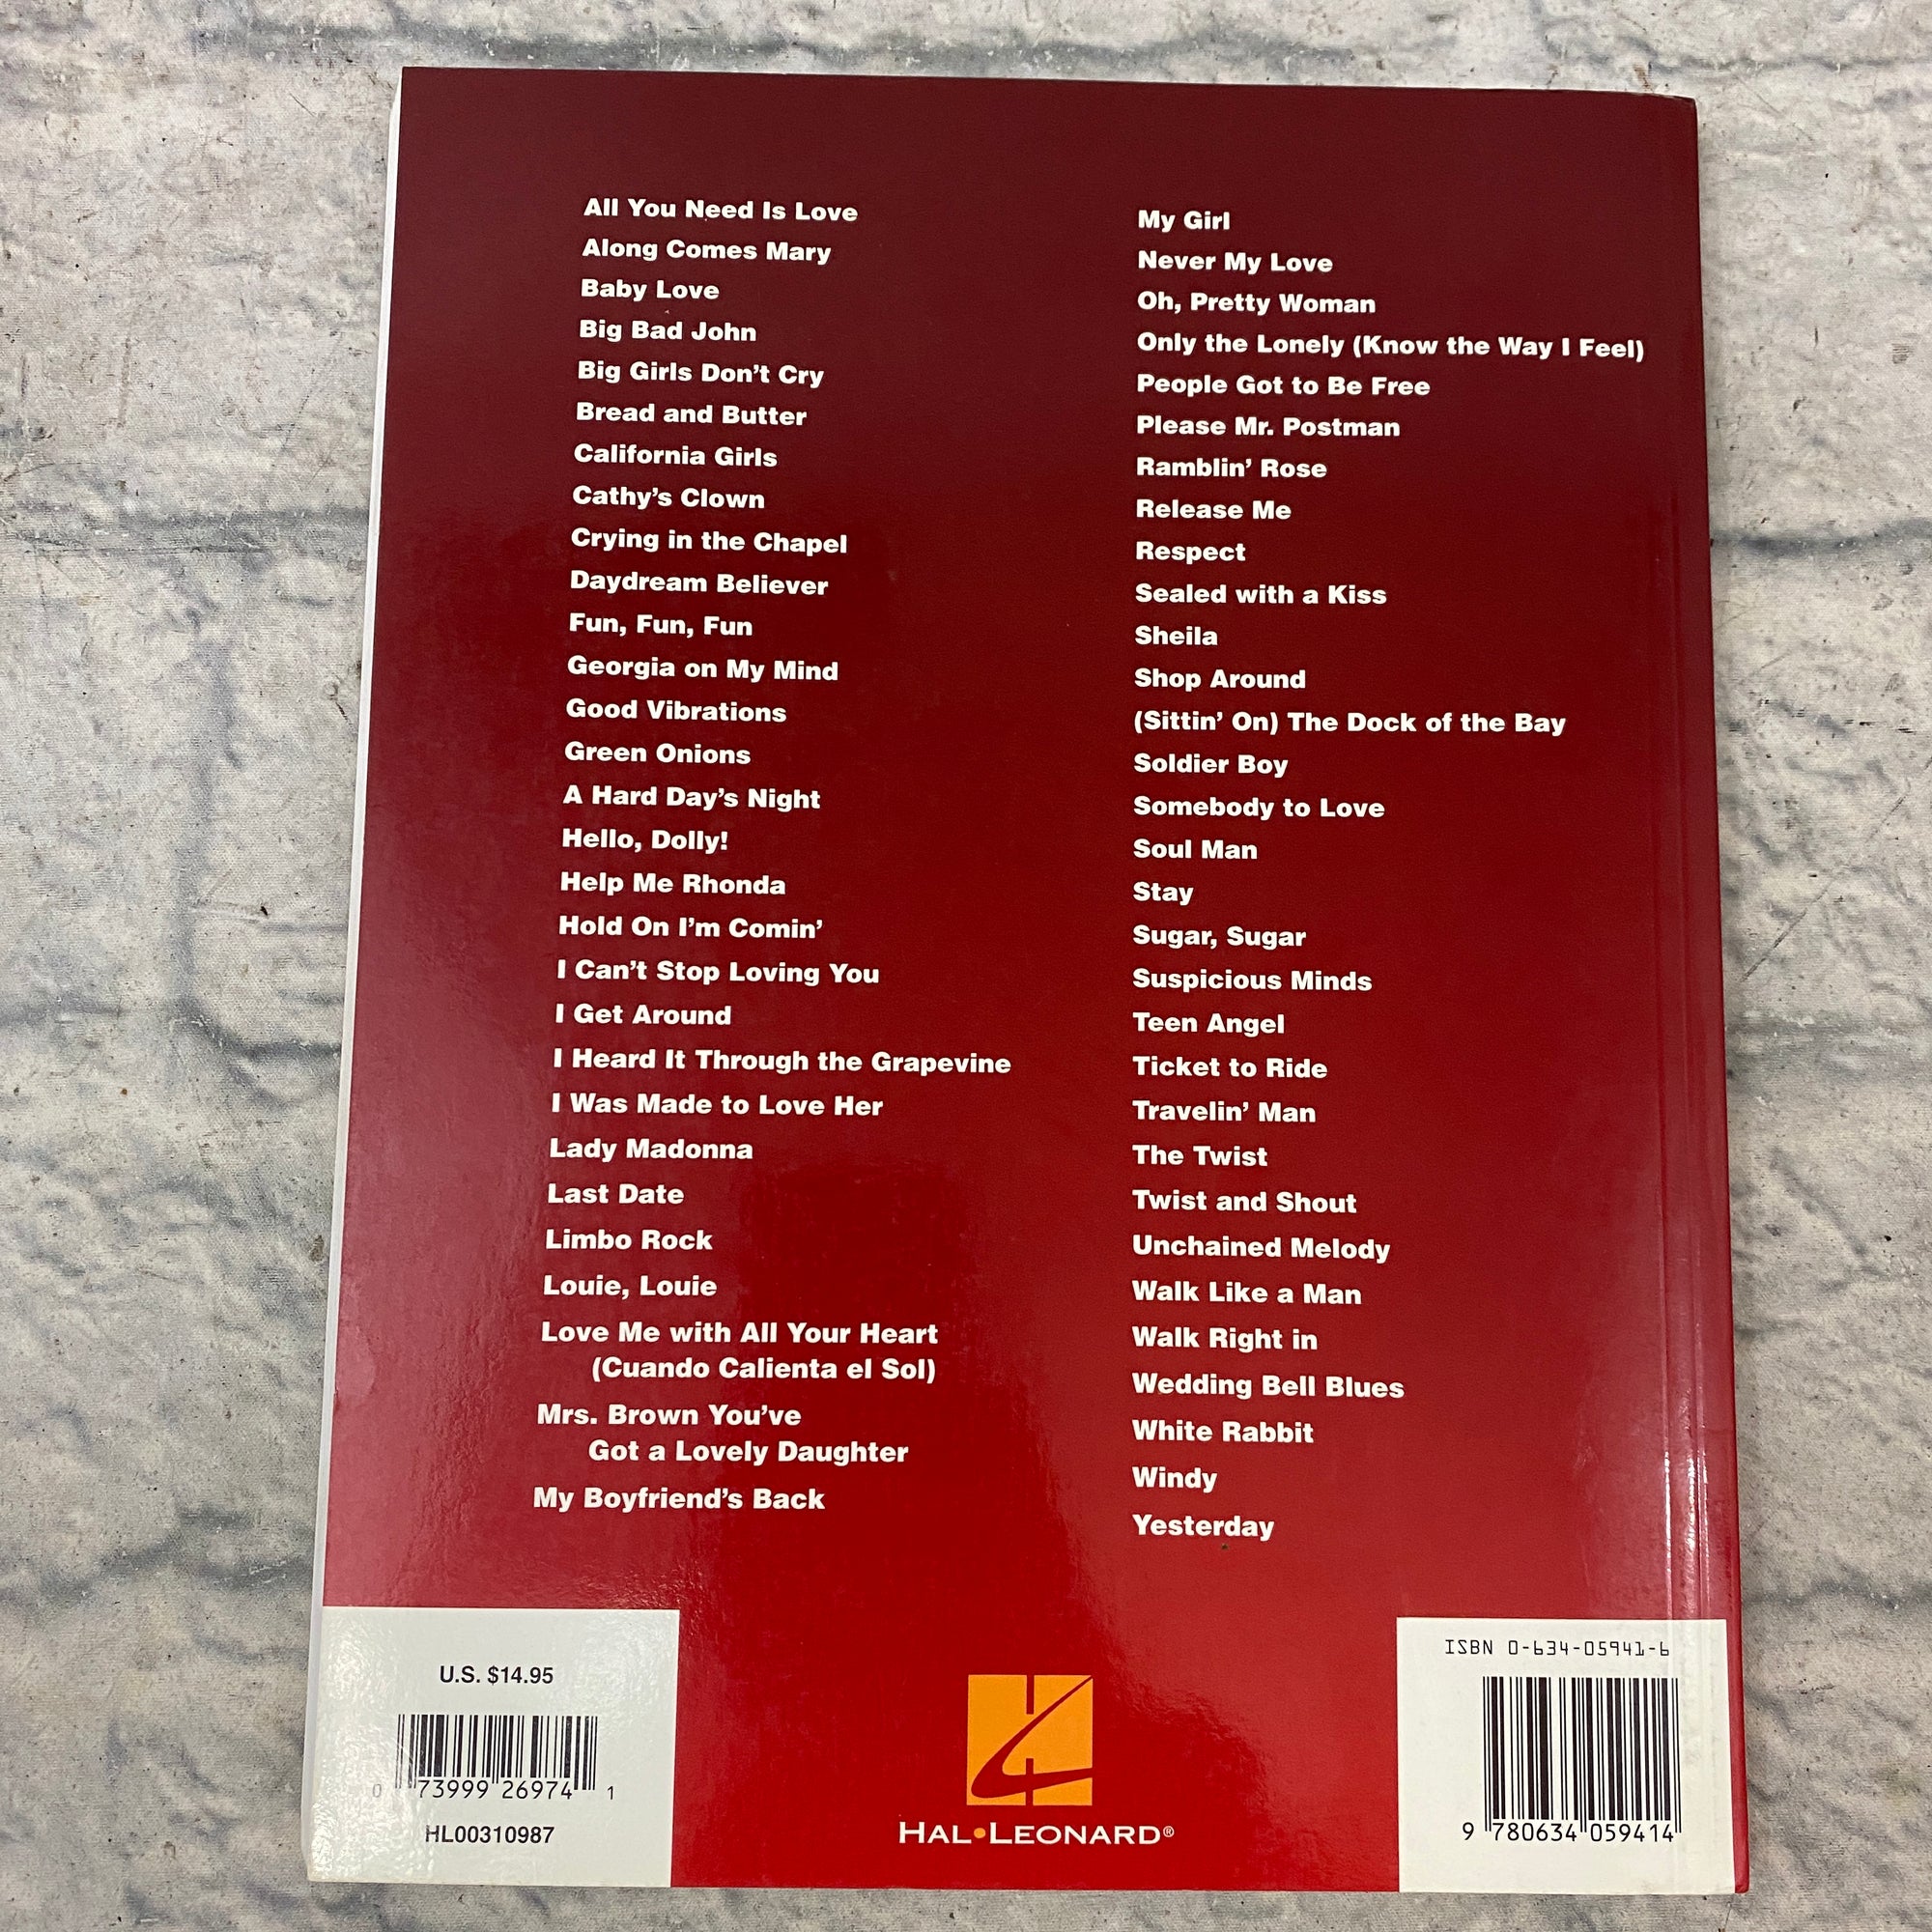 All You Need Is Love
Along Comes Mary
Baby Love
Big Bad John
Big Girls Don't Cry
Bread and Butter
California Girls
Cathy's Clown
Crying in the Chapel
Daydream Believer
Fun, Fun, Fun
Georgia on My Mind
Good Vibrations
Green Onions
A Hard Day's Night
Hello, Dolly!
Help Me Rhonda
Hold On I'm Comin'
I Can't Stop Loving You
I Get Around
I Heard It Through the Grapevine
I Was Made to Love Her
Lady Madonna
Last Date
Limbo Rock
Louie, Louie
Love Me with All Your Heart
(Cuando Calienta el Sol)
Mrs. Brown You've
Got a Lovely Daughter
My Boyfriend's Back
My Girl
Never My Love
Oh, Pretty Woman
Only the Lonely (Know the Way I Feel)
People Got to Be Free
Please Mr. Postman
Ramblin' Rose
Release Me
Respect
Sealed with a Kiss
Sheila
Shop Around
(Sittin' On) The Dock of the Bay
Soldier Boy
Somebody to Love
Soul Man
Stay
Sugar, Sugar
Suspicious Minds
Teen Angel
Ticket to Ride
Travelin' Man
The Twist
Twist and Shout
Unchained Melody
Walk Like a Man
Walk Right in
Wedding Bell Blues
White Rabbit
Windy
Yesterday
U.S. $14.95
0 73999 26974 1
HL00310987
HAL•LEONARD®
ISBN 0-634-05941-6
9 780634 059414